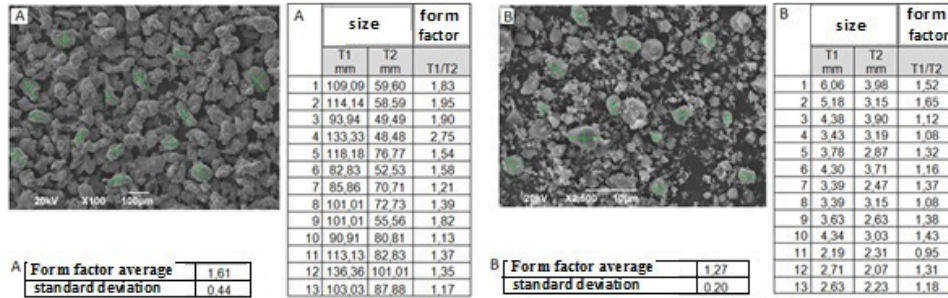 A
20kV X100 100µm
A size form factor
T1 mm T2 mm T1/T2
1 109,09 59,60 1,83
2 114,14 58,59 1,95
3 93,94 49,49 1,90
4 133,33 48,48 2,75
5 118,18 76,77 1,54
6 82,83 52,53 1,58
7 85,86 70,71 1,21
8 101,01 72,73 1,39
9 101,01 55,56 1,82
10 90,91 80,81 1,13
11 113,13 82,83 1,37
12 136,36 101,01 1,35
13 103,03 87,88 1,17
A Form factor average 1,61
standard deviation 0,44
B
20kV X2,500 10µm
B size form factor
T1 mm T2 mm T1/T2
1 6,06 3,98 1,52
2 5,18 3,15 1,65
3 4,38 3,90 1,12
4 3,43 3,19 1,08
5 3,78 2,87 1,32
6 4,30 3,71 1,16
7 3,39 2,47 1,37
8 3,39 3,15 1,08
9 3,63 2,63 1,38
10 4,34 3,03 1,43
11 2,19 2,31 0,95
12 2,71 2,07 1,31
13 2,63 2,23 1,18
B Form factor average 1,27
standard deviation 0,20